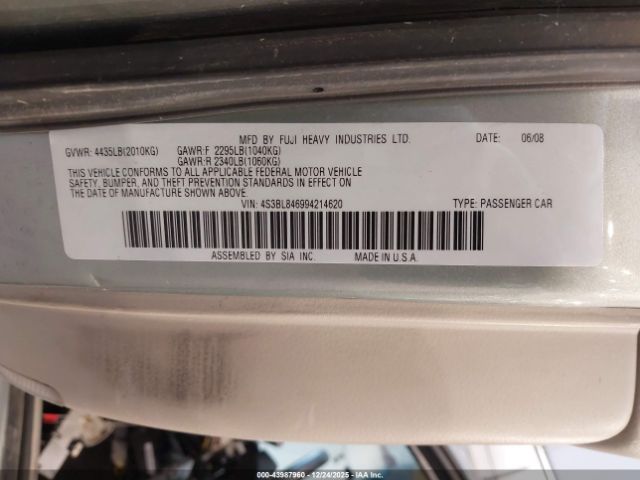 MFD BY FUJI HEAVY INDUSTRIES LTD. DATE: 06/08
GVWR: 4435LB(2010KG) GAWR:F 2295LB(1040KG)
GAWR:R 2340LB(1060KG)
THIS VEHICLE CONFORMS TO ALL APPLICABLE FEDERAL MOTOR VEHICLE
SAFETY, BUMPER, AND THEFT PREVENTION STANDARDS IN EFFECT ON
THE DATE OF MANUFACTURE SHOWN ABOVE.
VIN: 4S3BL846994214620 TYPE: PASSENGER CAR
ASSEMBLED BY SIA INC. MADE IN U.S.A.
000-43987960 - 12/24/2025 - IAA Inc.